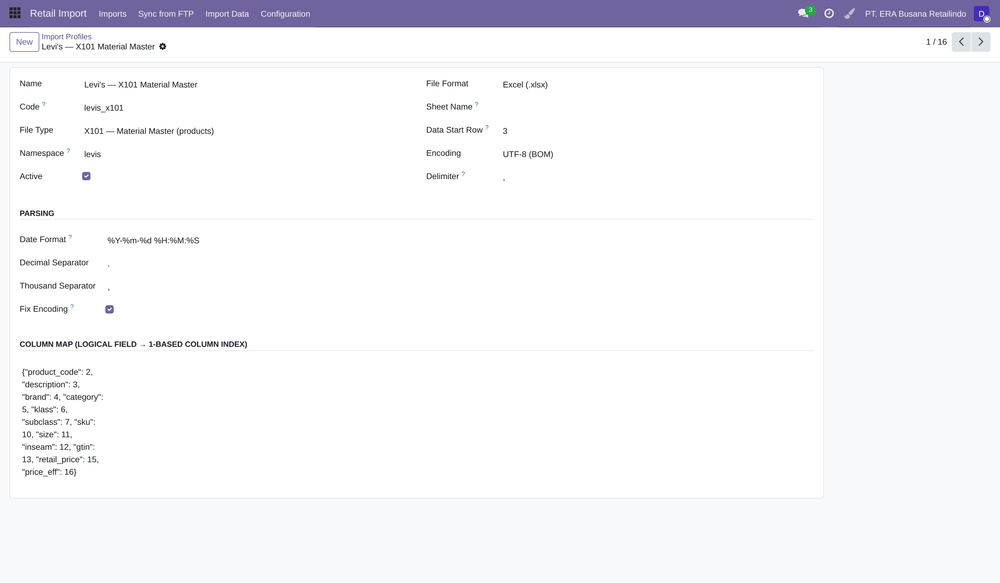 Retail Import Imports Sync from FTP Import Data Configuration 3 PT. ERA Busana Retailindo D
New
Import Profiles
Levi's — X101 Material Master
1 / 16
Name Levi's — X101 Material Master
Code ? levis_x101
File Type X101 — Material Master (products)
Namespace ? levis
Active
File Format Excel (.xlsx)
Sheet Name ?
Data Start Row ? 3
Encoding UTF-8 (BOM)
Delimiter ? ,
PARSING
Date Format ? %Y-%m-%d %H:%M:%S
Decimal Separator .
Thousand Separator ,
Fix Encoding ?
COLUMN MAP (LOGICAL FIELD → 1-BASED COLUMN INDEX)
{"product_code": 2,
"description": 3,
"brand": 4, "category":
5, "klass": 6,
"subclass": 7, "sku":
10, "size": 11,
"inseam": 12, "gtin":
13, "retail_price": 15,
"price_eff": 16}